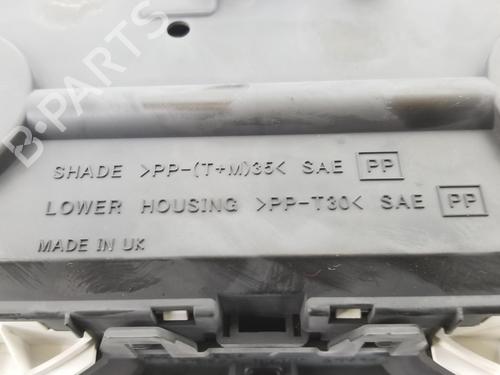 SHADE >PP-(T+M)35< SAE PP
LOWER HOUSING >PP-T30< SAE PP
MADE IN UK
B-PARTS